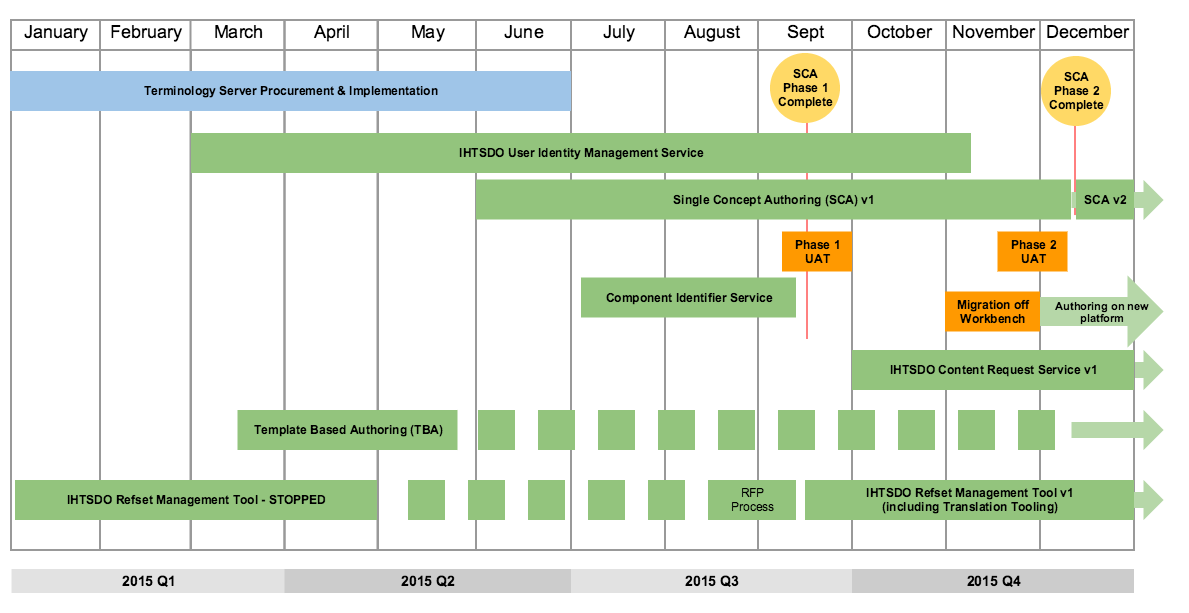 January February March April May June July August Sept October November December
SCA
Phase 1
Complete
SCA
Phase 2
Complete
Terminology Server Procurement & Implementation
IHTSDO User Identity Management Service
Single Concept Authoring (SCA) v1
SCA v2
Phase 1
UAT
Phase 2
UAT
Component Identifier Service
Migration off
Workbench
Authoring on new
platform
IHTSDO Content Request Service v1
Template Based Authoring (TBA)
IHTSDO Refset Management Tool - STOPPED
RFP
Process
IHTSDO Refset Management Tool v1
(including Translation Tooling)
2015 Q1 2015 Q2 2015 Q3 2015 Q4